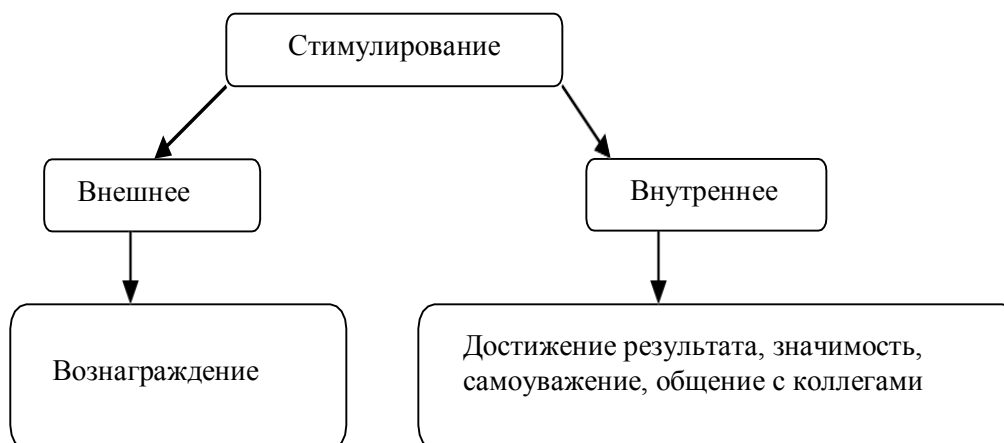 Стимулирование
Внешнее
Внутреннее
Вознаграждение
Достижение результата, значимость,
самоуважение, общение с коллегами